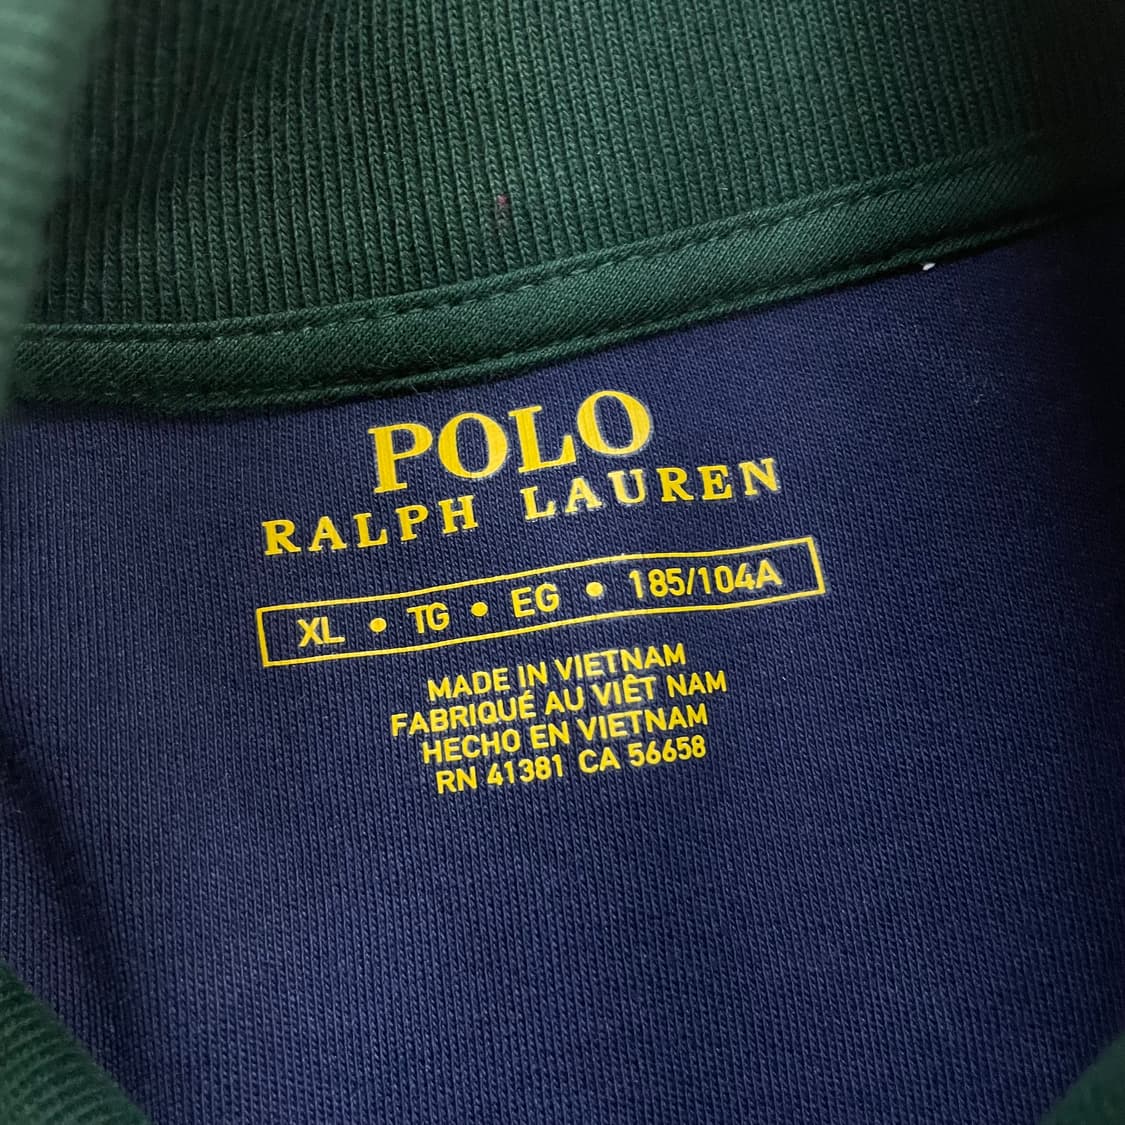 POLO
RALPH LAUREN
XL • TG • EG • 185/104A
MADE IN VIETNAM
FABRIQUÉ AU VIÊT NAM
HECHO EN VIETNAM
RN 41381 CA 56658